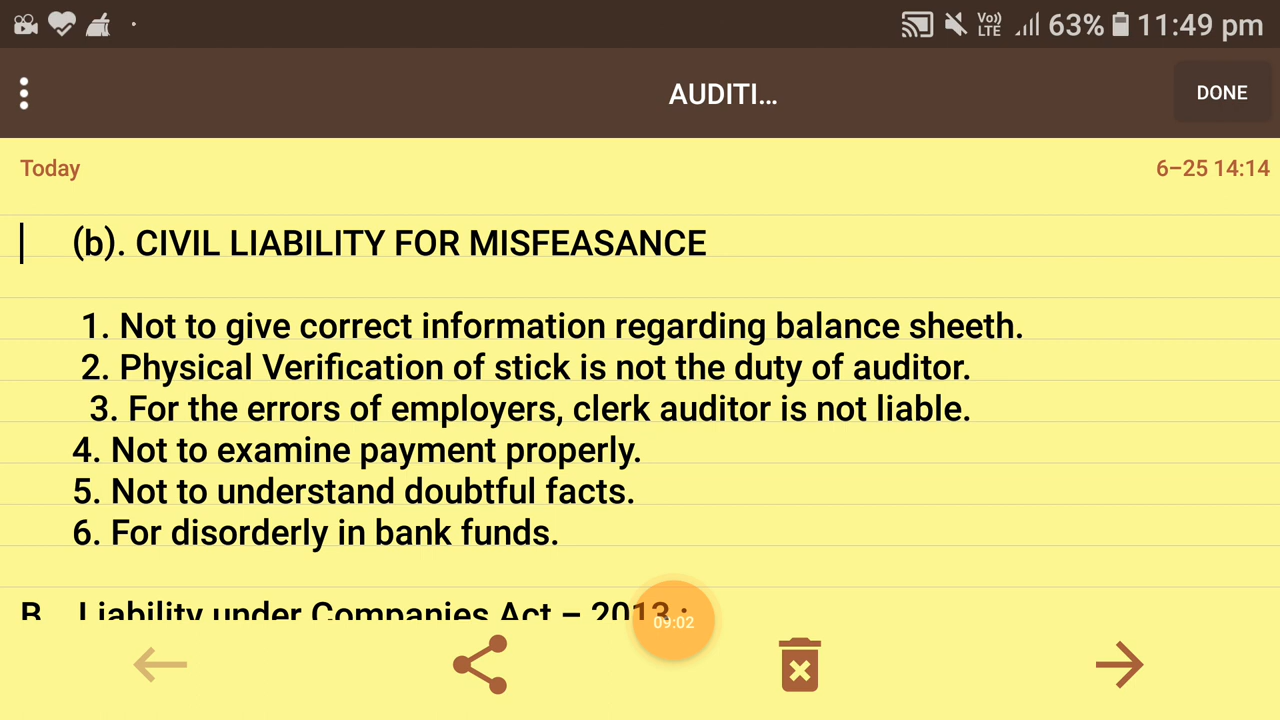 Vo)) LTE 63% 11:49 pm
AUDITI...
DONE
Today
6-25 14:14
(b). CIVIL LIABILITY FOR MISFEASANCE
1. Not to give correct information regarding balance sheeth.
2. Physical Verification of stick is not the duty of auditor.
3. For the errors of employers, clerk auditor is not liable.
4. Not to examine payment properly.
5. Not to understand doubtful facts.
6. For disorderly in bank funds.
B. Liability under Companies Act – 2013 :
09:02